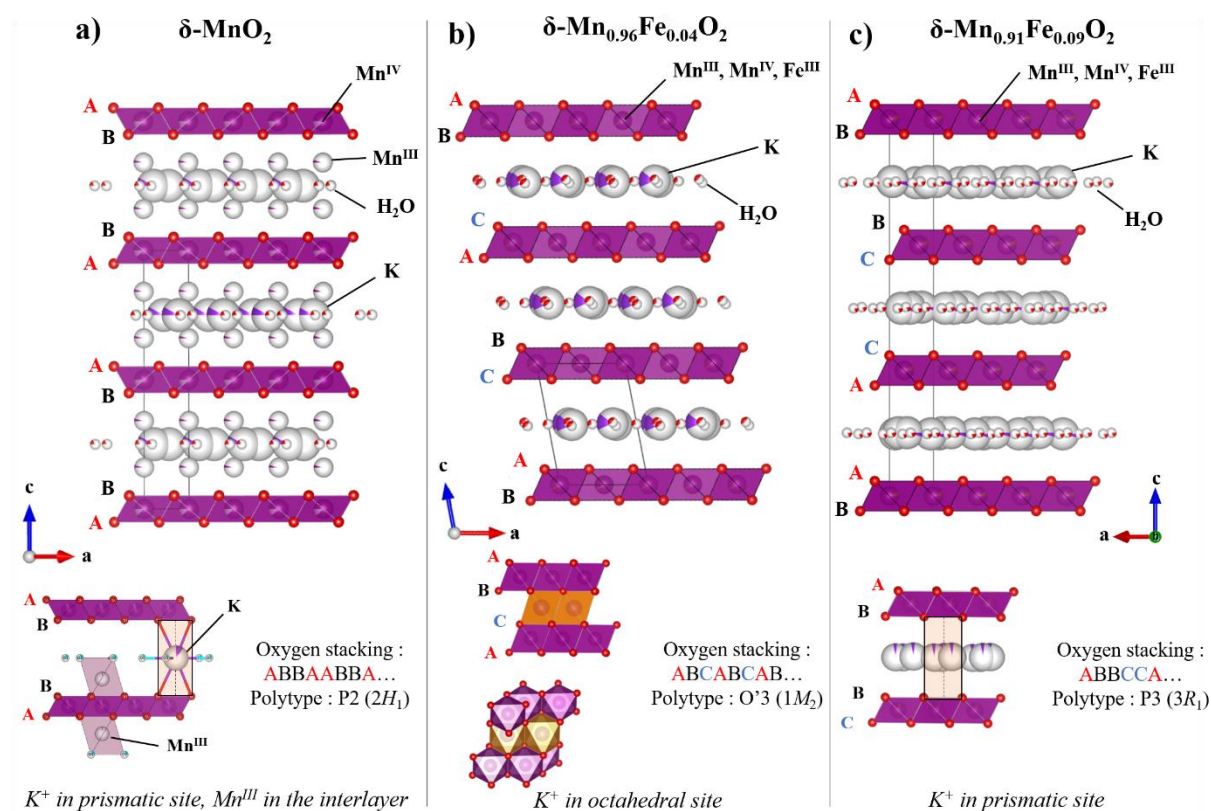 a)
δ-MnO₂
Mnᴵⱽ
A
B
Mnᴵᴵᴵ
H₂O
B
A
K
A
B
B
A
c
a
A
B
K
B
A
Mnᴵᴵᴵ
Oxygen stacking :
ABBAABBA…
Polytype : P2 (2H₁)
K⁺ in prismatic site, Mnᴵᴵᴵ in the interlayer
b)
δ-Mn₀.₉₆Fe₀.₀₄O₂
Mnᴵᴵᴵ, Mnᴵⱽ, Feᴵᴵᴵ
A
B
K
H₂O
C
A
B
C
A
B
c
a
A
B
C
A
Oxygen stacking :
ABCABCAB…
Polytype : O’3 (1M₂)
K⁺ in octahedral site
c)
δ-Mn₀.₉₁Fe₀.₀₉O₂
Mnᴵᴵᴵ, Mnᴵⱽ, Feᴵᴵᴵ
A
B
K
H₂O
B
C
C
A
A
B
c
a
b
A
B
B
C
Oxygen stacking :
ABBCCA…
Polytype : P3 (3R₁)
K⁺ in prismatic site